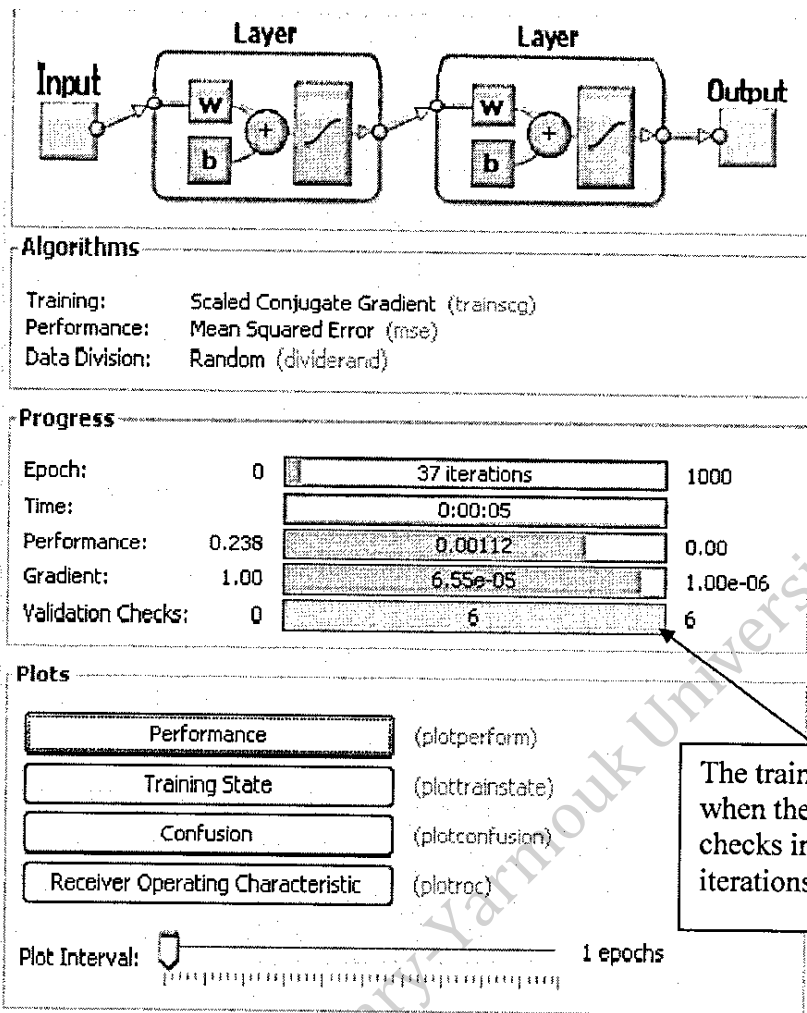 Layer Layer
Input Output
W W
+ +
b b
Algorithms
Training: Scaled Conjugate Gradient (trainscg)
Performance: Mean Squared Error (mse)
Data Division: Random (dividerand)
Progress
Epoch: 0 37 iterations 1000
Time: 0:00:05
Performance: 0.238 0.00112 0.00
Gradient: 1.00 6.55e-05 1.00e-06
Validation Checks: 0 6 6
Plots
Performance (plotperform)
Training State (plottrainstate)
Confusion (plotconfusion)
Receiver Operating Characteristic (plotroc)
Plot Interval: 1 epochs
The train
when the
checks in
iterations
ary-Yarmouk Universi